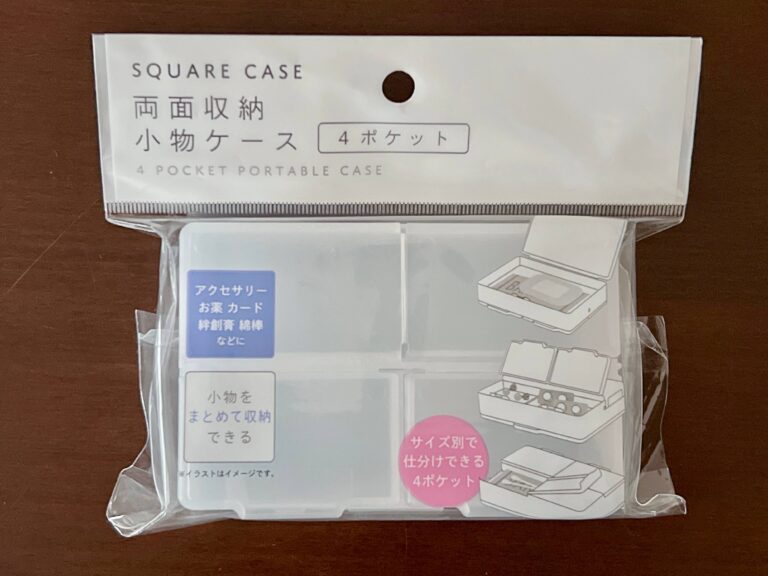 SQUARE CASE
両面収納
小物ケース 4ポケット
4 POCKET PORTABLE CASE
アクセサリー
お薬 カード
絆創膏 綿棒
などに
小物を
まとめて収納
できる
※イラストはイメージです。
サイズ別で
仕分けできる
4ポケット